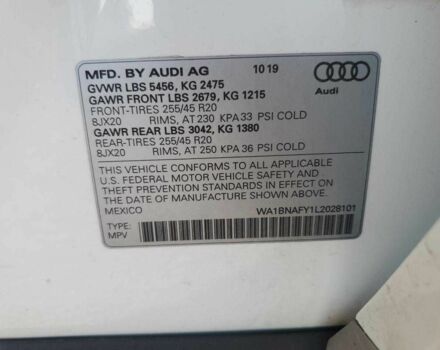 MFD. BY AUDI AG 10 19
GVWR LBS 5456, KG 2475
GAWR FRONT LBS 2679, KG 1215
FRONT-TIRES 255/45 R20
8JX20 RIMS, AT 230 KPA 33 PSI COLD
GAWR REAR LBS 3042, KG 1380
REAR-TIRES 255/45 R20
8JX20 RIMS, AT 250 KPA 36 PSI COLD
THIS VEHICLE CONFORMS TO ALL APPLICABLE
U.S. FEDERAL MOTOR VEHICLE SAFETY AND
THEFT PREVENTION STANDARDS IN EFFECT ON
THE DATE OF MANUFACTURE SHOWN ABOVE.
MEXICO WA1BNAFY1L2028101
TYPE:
MPV
Audi